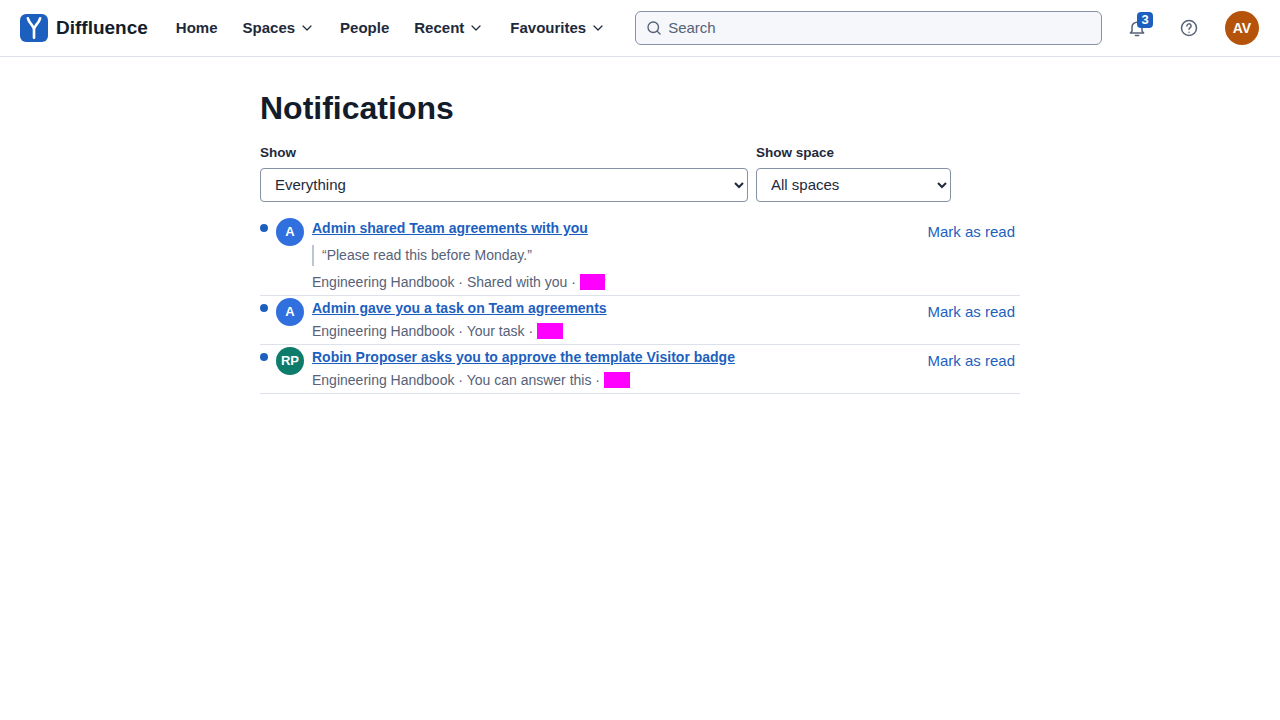 Diffluence Home Spaces People Recent Favourites Search 3 AV
Notifications
Show Show space
Everything All spaces
A Admin shared Team agreements with you Mark as read
“Please read this before Monday.”
Engineering Handbook · Shared with you ·
A Admin gave you a task on Team agreements Mark as read
Engineering Handbook · Your task ·
RP Robin Proposer asks you to approve the template Visitor badge Mark as read
Engineering Handbook · You can answer this ·